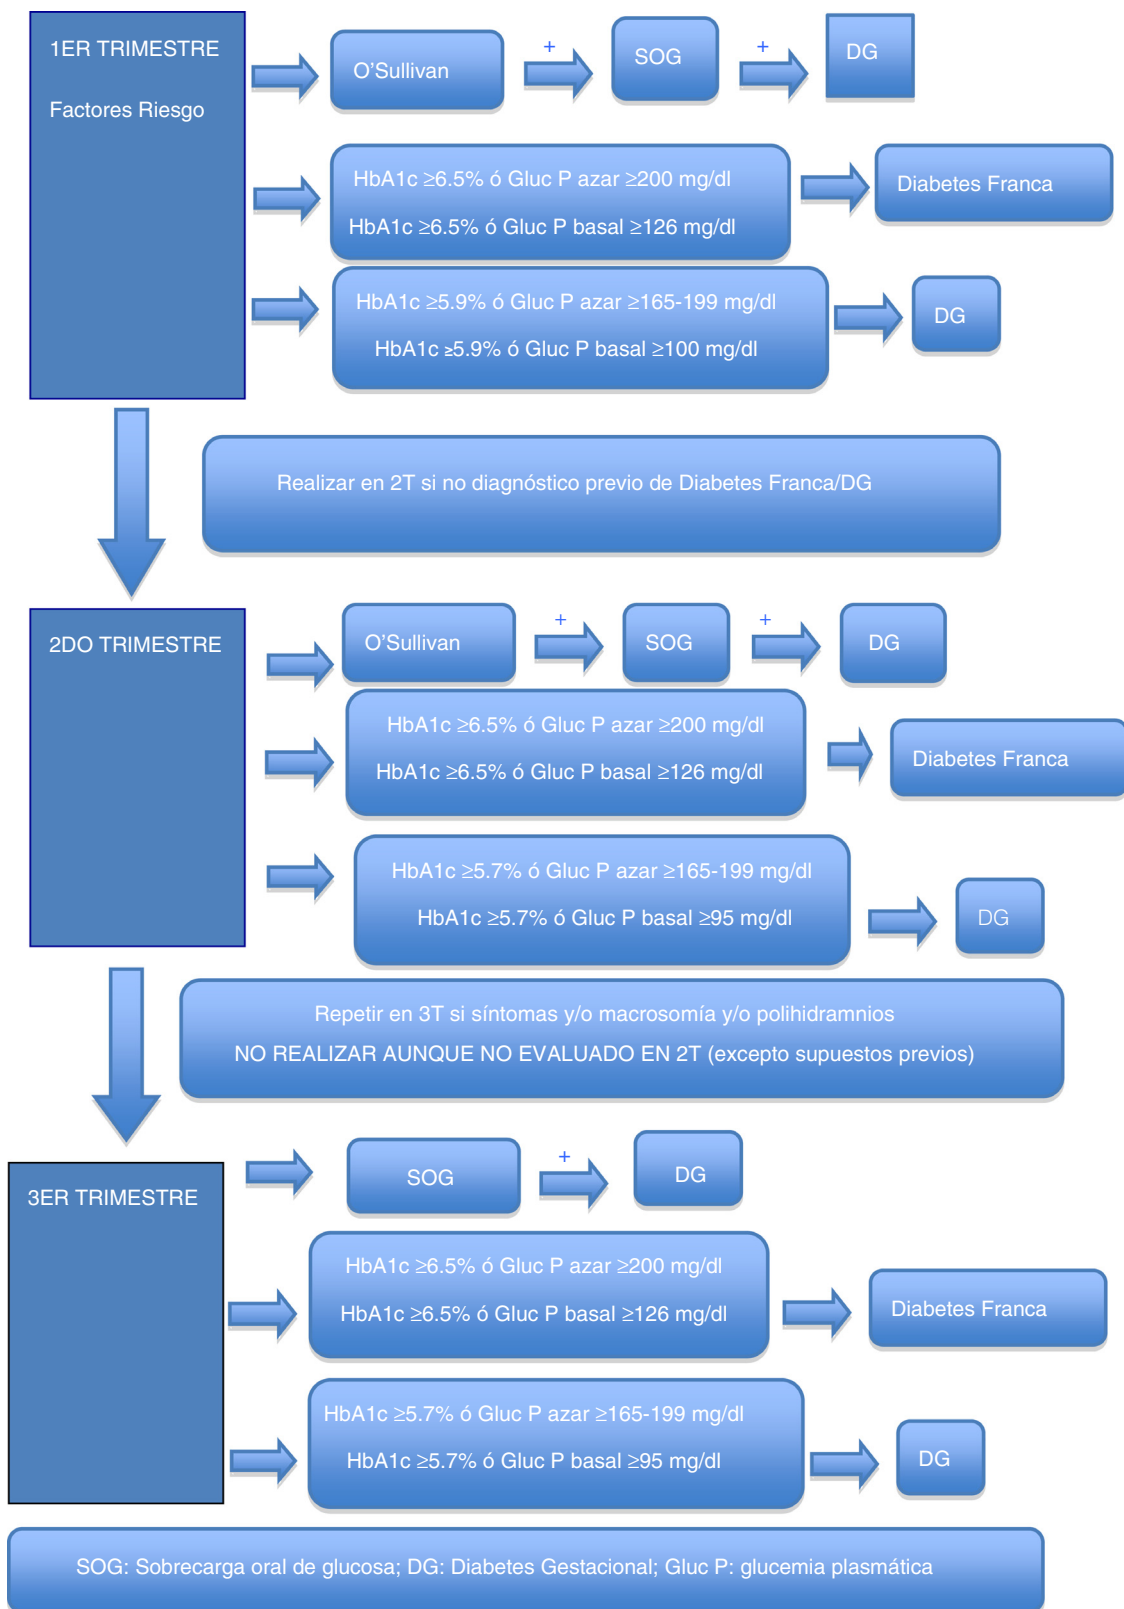 1ER TRIMESTRE
Factores Riesgo
O'Sullivan
+
SOG
+
DG
HbA1c ≥6.5% ó Gluc P azar ≥200 mg/dl
HbA1c ≥6.5% ó Gluc P basal ≥126 mg/dl
Diabetes Franca
HbA1c ≥5.9% ó Gluc P azar ≥165-199 mg/dl
HbA1c ≥5.9% ó Gluc P basal ≥100 mg/dl
DG
Realizar en 2T si no diagnóstico previo de Diabetes Franca/DG
2DO TRIMESTRE
O'Sullivan
+
SOG
+
DG
HbA1c ≥6.5% ó Gluc P azar ≥200 mg/dl
HbA1c ≥6.5% ó Gluc P basal ≥126 mg/dl
Diabetes Franca
HbA1c ≥5.7% ó Gluc P azar ≥165-199 mg/dl
HbA1c ≥5.7% ó Gluc P basal ≥95 mg/dl
DG
Repetir en 3T si síntomas y/o macrosomía y/o polihidramnios
NO REALIZAR AUNQUE NO EVALUADO EN 2T (excepto supuestos previos)
3ER TRIMESTRE
SOG
+
DG
HbA1c ≥6.5% ó Gluc P azar ≥200 mg/dl
HbA1c ≥6.5% ó Gluc P basal ≥126 mg/dl
Diabetes Franca
HbA1c ≥5.7% ó Gluc P azar ≥165-199 mg/dl
HbA1c ≥5.7% ó Gluc P basal ≥95 mg/dl
DG
SOG: Sobrecarga oral de glucosa; DG: Diabetes Gestacional; Gluc P: glucemia plasmática